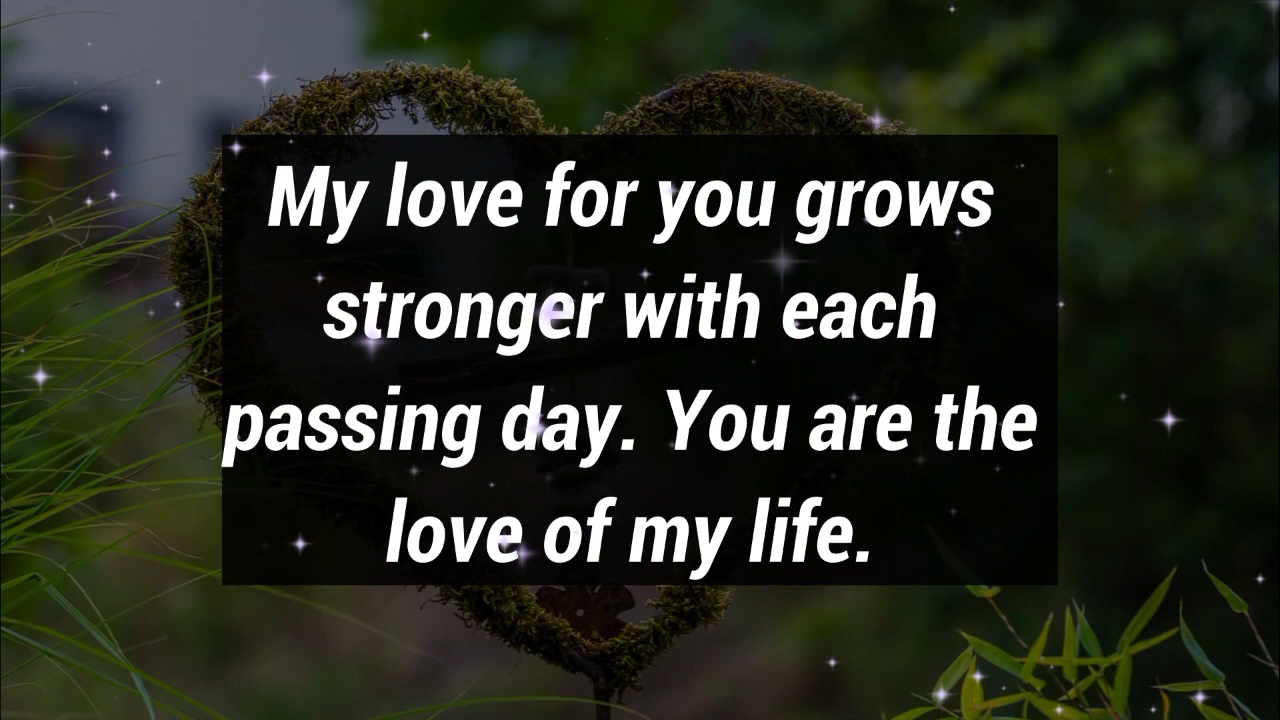 My love for you grows
stronger with each
passing day. You are the
love of my life.